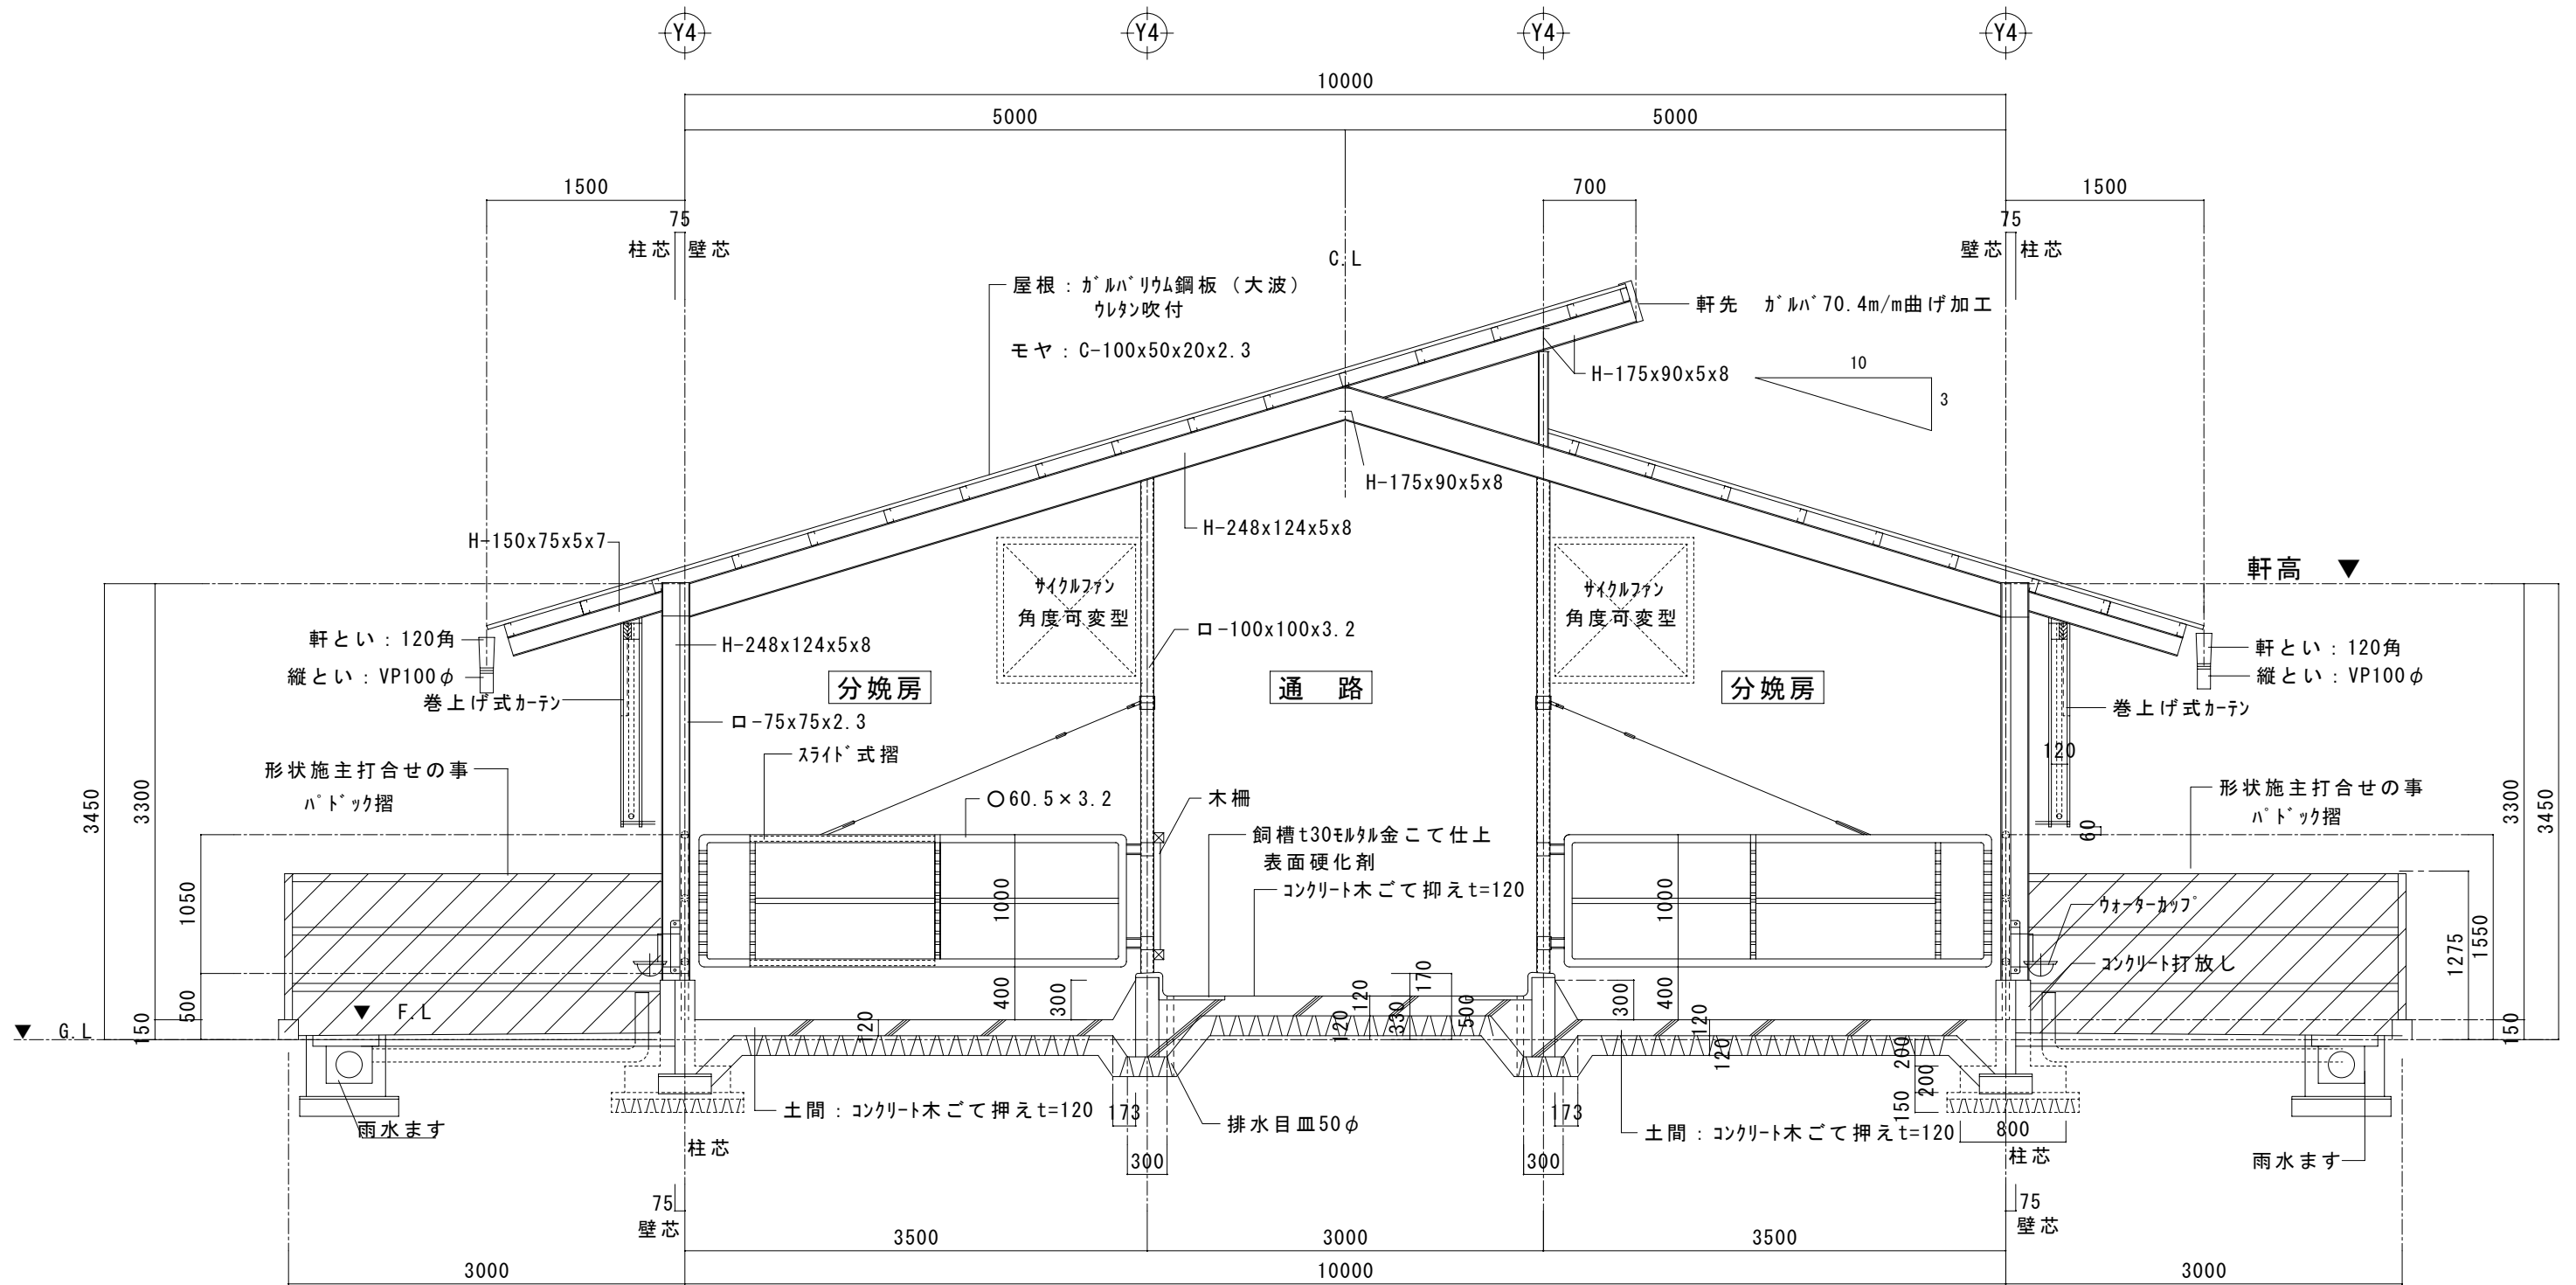 Y4 Y4 Y4 Y4
10000
5000 5000
1500 700 1500
75 75
柱芯 壁芯 壁芯 柱芯
C.L
屋根：ガルバリウム鋼板（大波）
ウレタン吹付
軒先 ガルバ70.4m/m曲げ加工
モヤ：C-100x50x20x2.3
10
H-175x90x5x8
3
H-175x90x5x8
H-248x124x5x8
H-150x75x5x7
軒高 ▼
サイクルファン サイクルファン
角度可変型 角度可変型
軒とい：120角
H-248x124x5x8
ロ-100x100x3.2
軒とい：120角
縦とい：VP100φ
分娩房 通 路 分娩房
縦とい：VP100φ
巻上げ式カーテン
巻上げ式カーテン
ロ-75x75x2.3
スライド式摺
120
形状施主打合せの事
パドック摺
〇60.5×3.2
木柵
形状施主打合せの事
パドック摺
3450 3300 3300 3450
飼槽t30モルタル金こて仕上
表面硬化剤
60
コンクリート木ごて抑えt=120
1050 1000 1000
ウォーターカップ
コンクリート打放し
1275 1550
500 400 300 120 330 170 500 300 400
▼ F.L
▼ G.L
150 120 120 120 120 150
200
200
150
土間：コンクリート木ごて押えt=120
173
排水目皿50φ
173
土間：コンクリート木ごて押えt=120
800
雨水ます
柱芯
300 300
柱芯
雨水ます
75 75
壁芯 壁芯
3500 3000 3500
3000 10000 3000